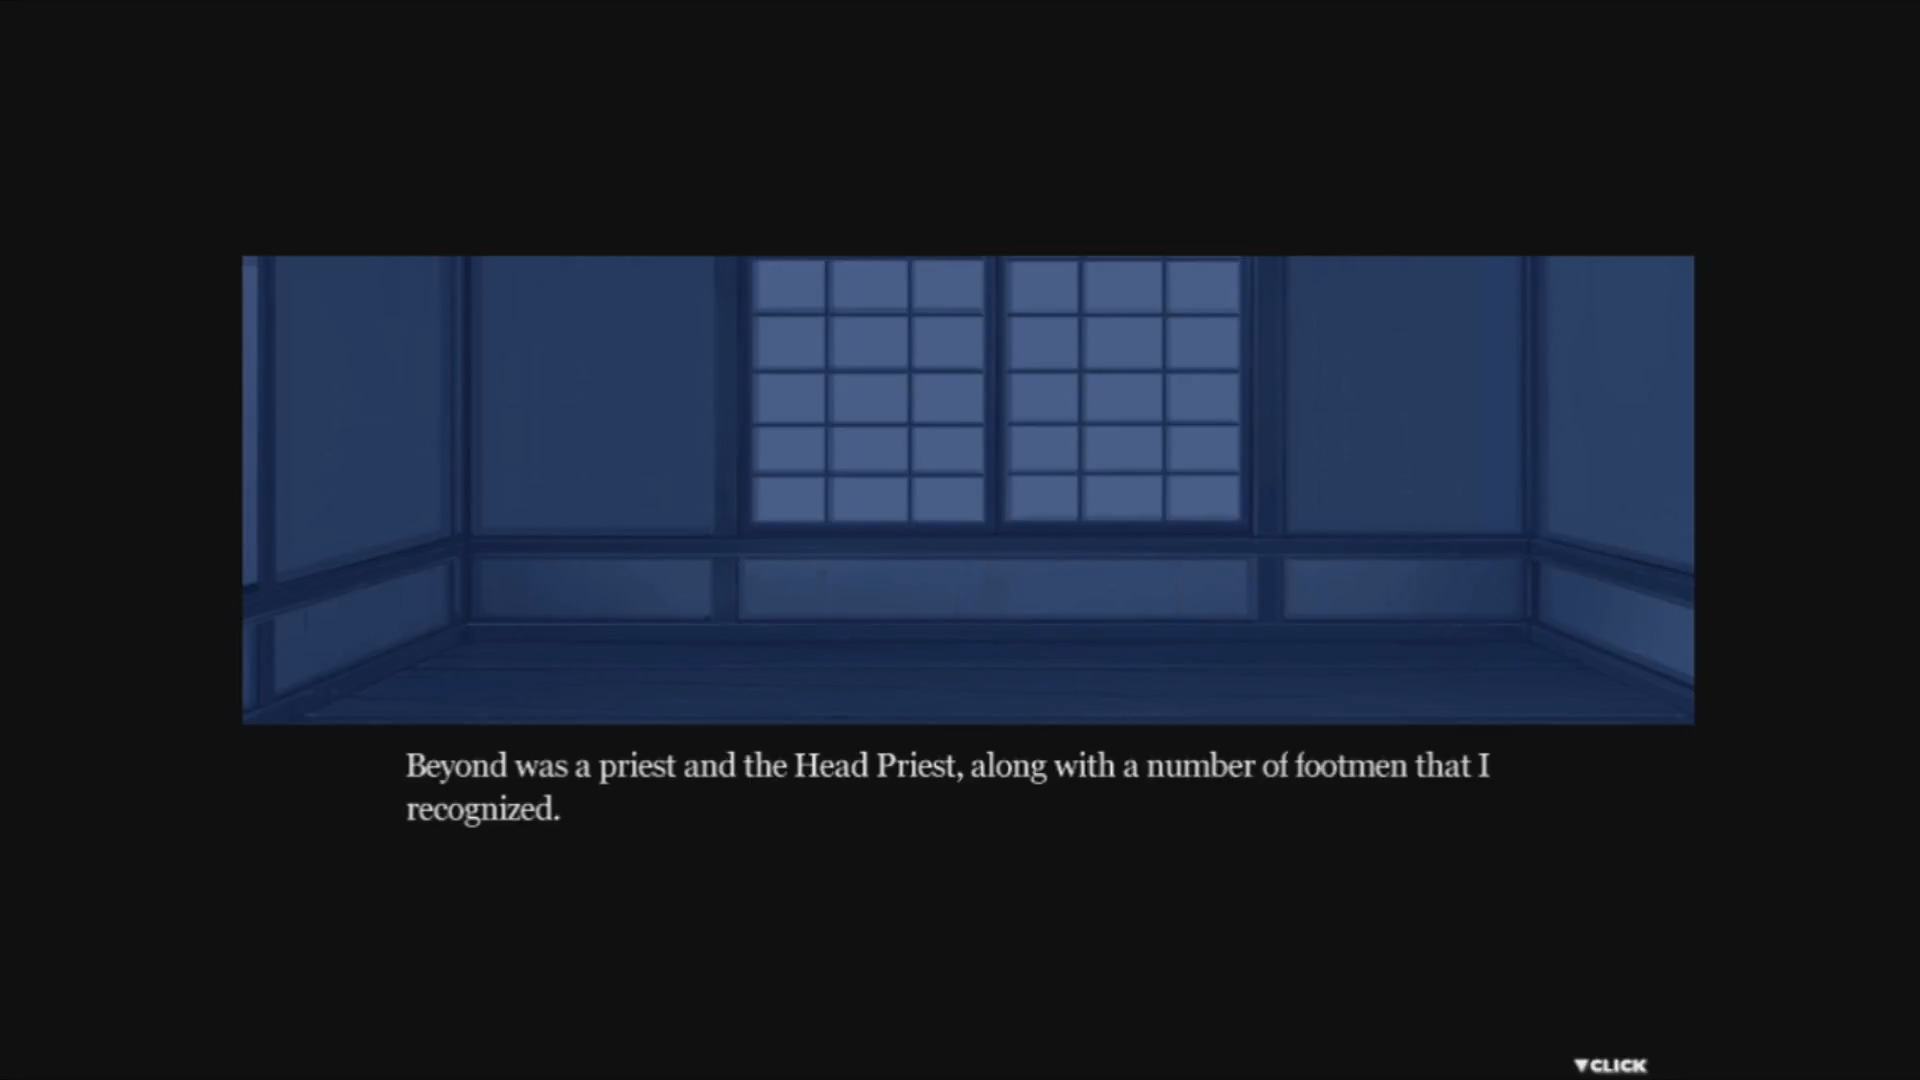 Beyond was a priest and the Head Priest, along with a number of footmen that I
recognized.
▼CLICK